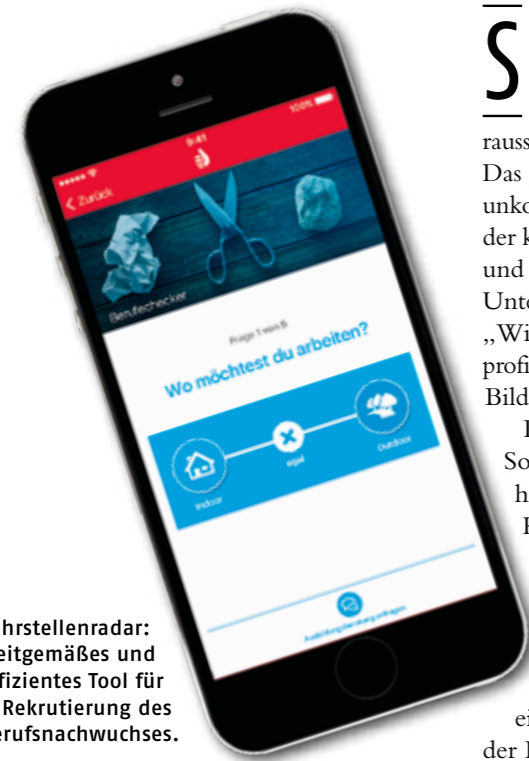 9:41
100%
Zurück
Berufechecker
Frage 1 von 5
Wo möchtest du arbeiten?
Indoor
egal
Outdoor
hrstellenradar:
eitgemäßes und
fizientes Tool für
Rekrutierung des
erufsnachwuchses.
S
rauss
Das
unko
der k
und
Unte
„Wi
profi
Bild
So
h
ei
der